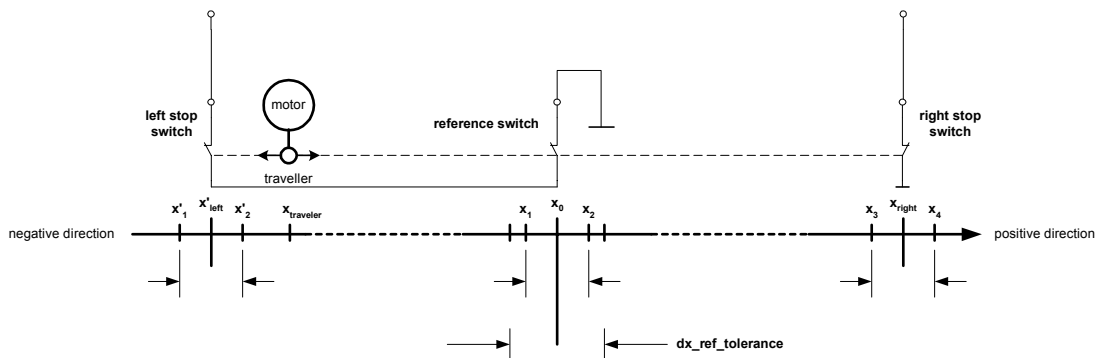 motor
left stop
switch
reference switch
right stop
switch
traveller
x'1
x'left
x'2
xtraveler
x1
x0
x2
x3
xright
x4
negative direction
positive direction
dx_ref_tolerance